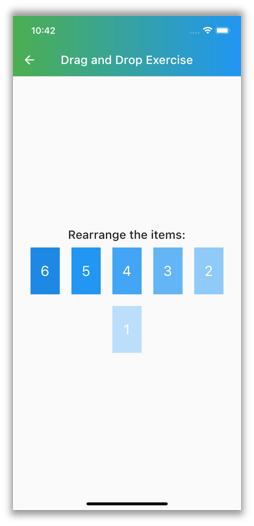 10:42
Drag and Drop Exercise
Rearrange the items:
6 5 4 3 2
1